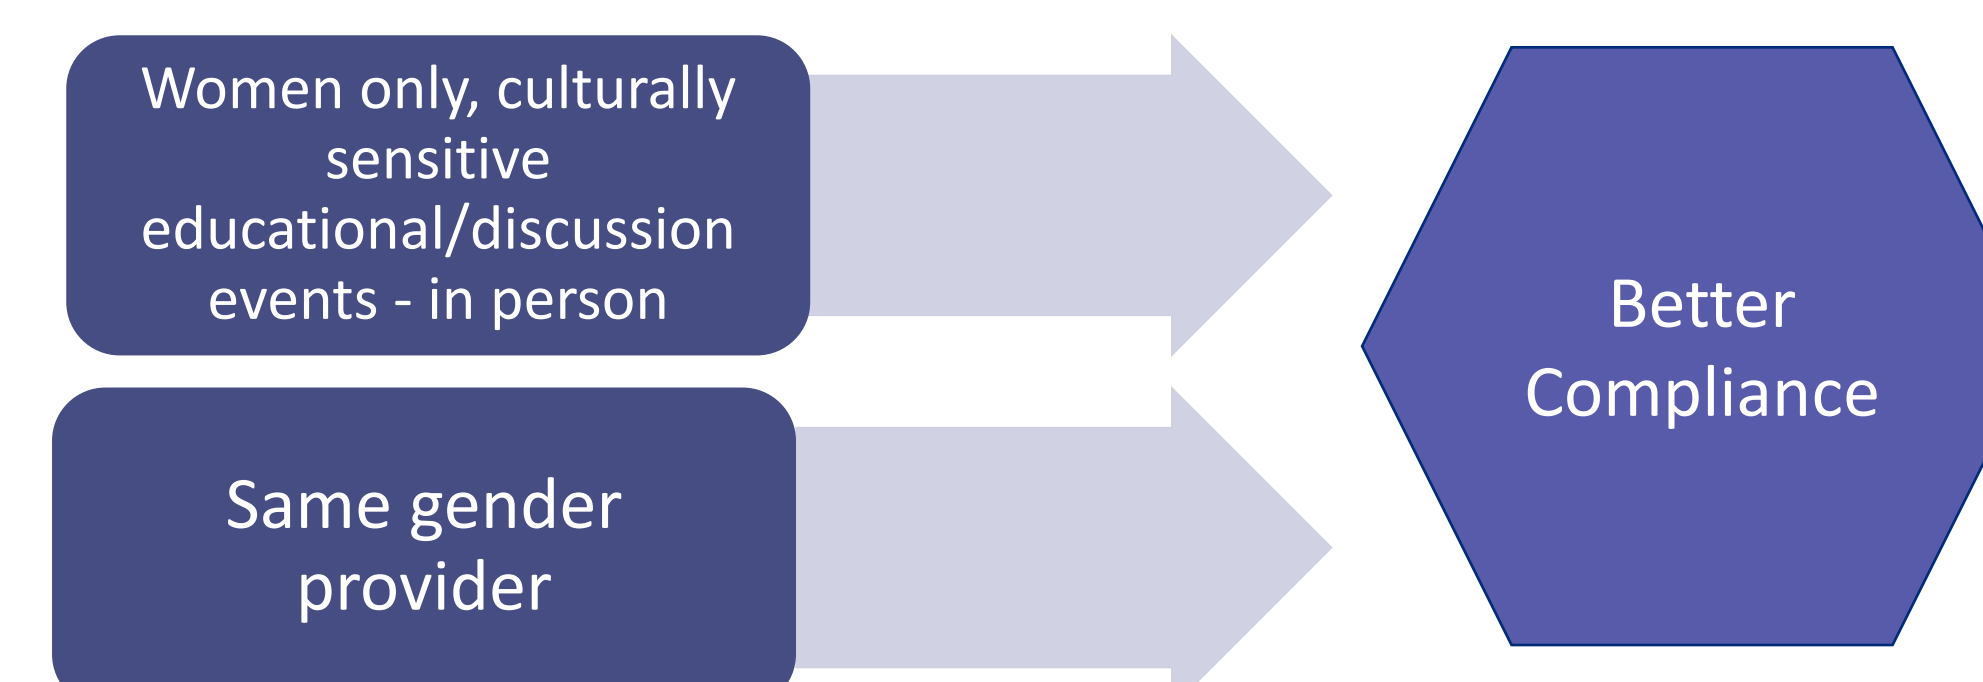 Women only, culturally
sensitive
educational/discussion
events - in person
Same gender
provider
Better
Compliance